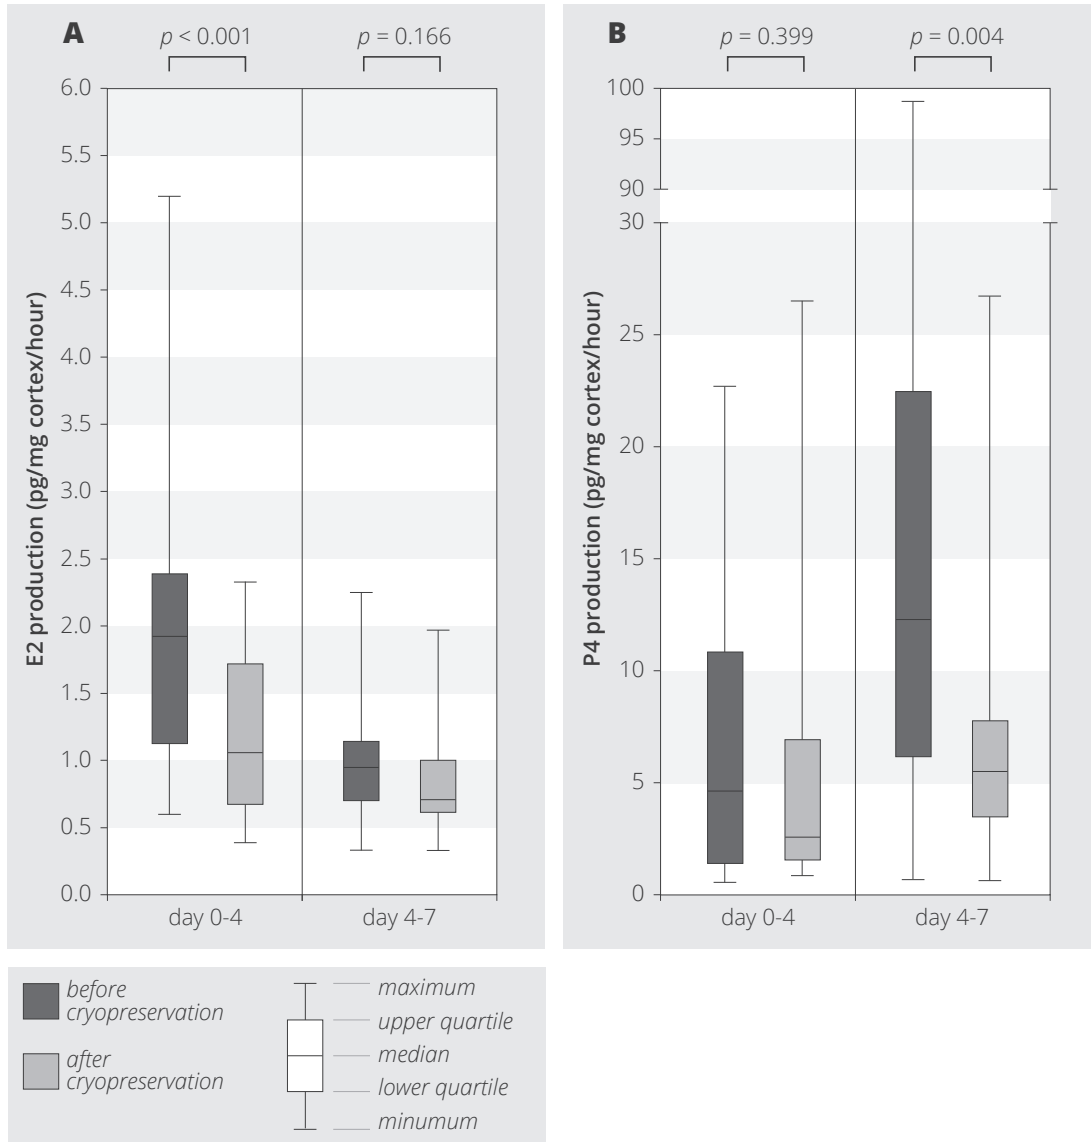 A
p < 0.001
p = 0.166
E2 production (pg/mg cortex/hour)
6.0
5.5
5.0
4.5
4.0
3.5
3.0
2.5
2.0
1.5
1.0
0.5
0.0
day 0-4
day 4-7
B
p = 0.399
p = 0.004
P4 production (pg/mg cortex/hour)
100
95
90
30
25
20
15
10
5
0
day 0-4
day 4-7
before
cryopreservation
after
cryopreservation
maximum
upper quartile
median
lower quartile
minumum